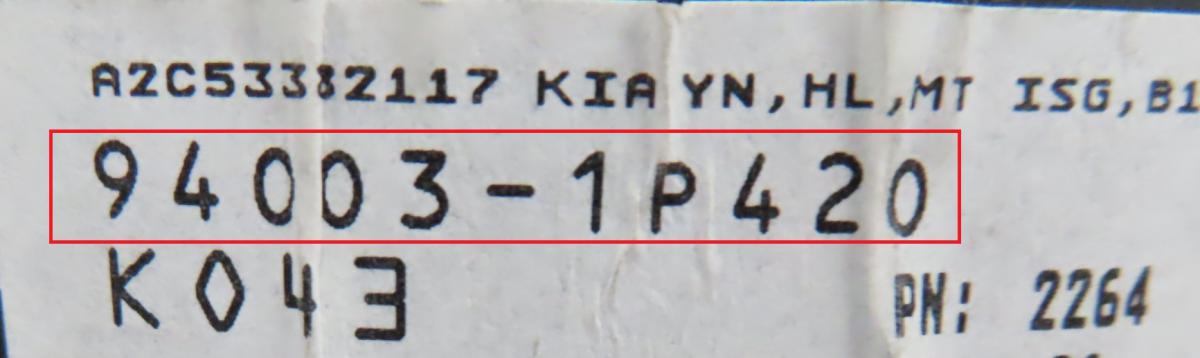 A2C53382117 KIA YN,HL,MT ISG,B1
94003-1P420
K043
PN: 2264